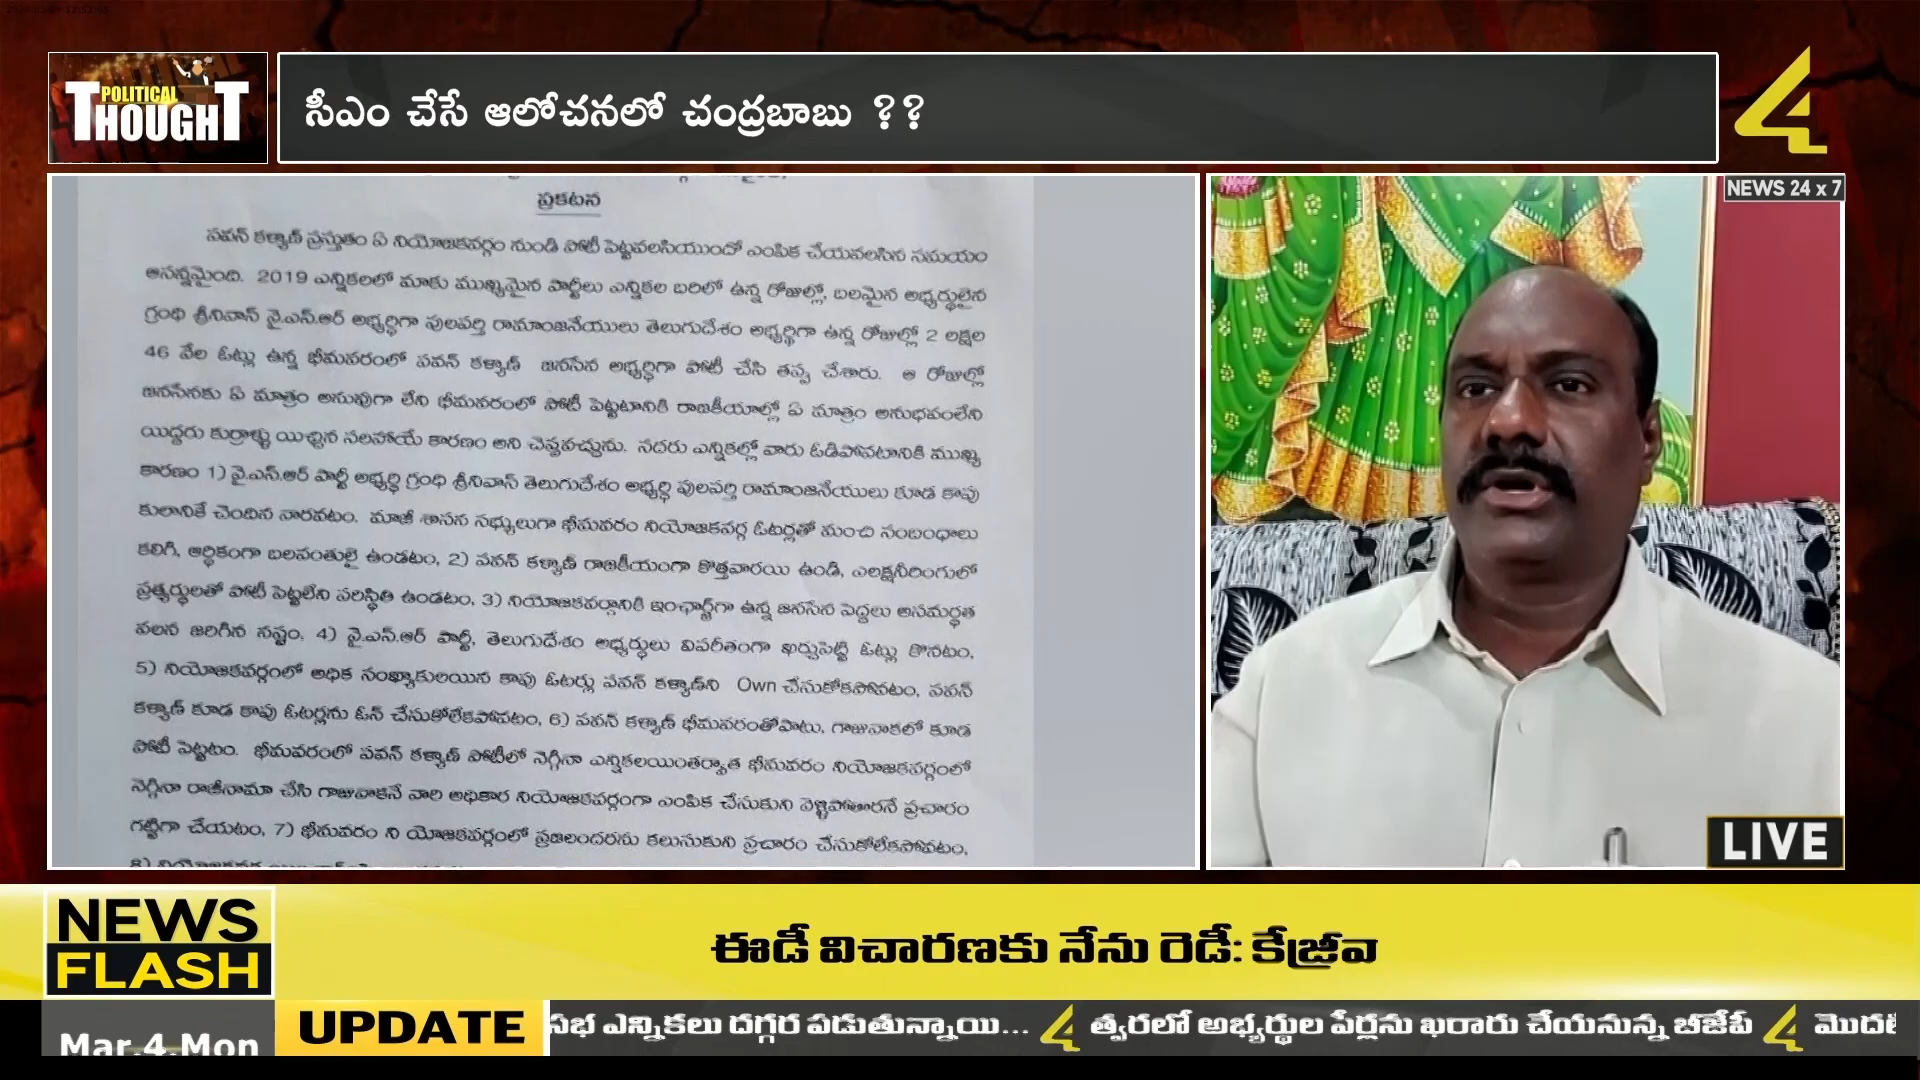 POLITICAL
THOUGHT
సీఎం చేసే ఆలోచనలో చంద్రబాబు ??
4
NEWS 24 x 7
ప్రకటన
పవన్ కళ్యాణ్ ప్రస్తుతం ఏ నియోజకవర్గం నుండి పోటీ పెట్టవలసియుందో ఎంపిక చేయవలసిన సమయం
ఆసన్నమైంది. 2019 ఎన్నికలలో మాకు ముఖ్యమైన పార్టీలు ఎన్నికల బరిలో ఉన్న రోజుల్లో, బలమైన అభ్యర్థులైన
గ్రంధి శ్రీనివాస్ వై.ఎస్.ఆర్ అభ్యర్థిగా పులపర్తి రామాంజనేయులు తెలుగుదేశం అభ్యర్థిగా ఉన్న రోజుల్లో 2 లక్షల
46 వేల ఓట్లు ఉన్న భీమవరంలో పవన్ కళ్యాణ్ జనసేన అభ్యర్థిగా పోటీ చేసి తప్పు చేశారు. ఆ రోజుల్లో
జనసేనకు ఏ మాత్రం అనువుగా లేని భీమవరంలో పోటీ పెట్టటానికి రాజకీయాల్లో ఏ మాత్రం అనుభవంలేని
యిద్దరు కుర్రాళ్ళు యిచ్చిన సలహాయే కారణం అని చెప్పవచ్చును. సదరు ఎన్నికల్లో వారు ఓడిపోవటానికి ముఖ్య
కారణం 1) వై.ఎస్.ఆర్ పార్టీ అభ్యర్థి గ్రంధి శ్రీనివాస్ తెలుగుదేశం అభ్యర్థి పులపర్తి రామాంజనేయులు కూడ కాపు
కులానికే చెందిన వారవటం. మాజీ శాసన సభ్యులుగా భీమవరం నియోజకవర్గ ఓటర్లతో మంచి సంబంధాలు
కలిగి, ఆర్థికంగా బలవంతులై ఉండటం, 2) పవన్ కళ్యాణ్ రాజకీయంగా కొత్తవారయి ఉండి, ఎలక్షనీరింగులో
ప్రత్యర్థులతో పోటీ పెట్టలేని పరిస్థితి ఉండటం, 3) నియోజకవర్గానికి ఇంఛార్జ్‌గా ఉన్న జనసేన పెద్దలు అసమర్థత
వలన జరిగిన నష్టం, 4) వై.ఎస్.ఆర్ పార్టీ, తెలుగుదేశం అభ్యర్థులు విపరీతంగా ఖర్చుపెట్టి ఓట్లు కొనటం,
5) నియోజకవర్గంలో అధిక సంఖ్యాకులయిన కాపు ఓటర్లు పవన్ కళ్యాణ్‌ని Own చేసుకోకపోవటం, పవన్
కళ్యాణ్ కూడ కాపు ఓటర్లను ఓన్ చేసుకోలేకపోవటం, 6) పవన్ కళ్యాణ్ భీమవరంతోపాటు, గాజువాకలో కూడ
పోటీ పెట్టటం. భీమవరంలో పవన్ కళ్యాణ్ పోటీలో నెగ్గినా ఎన్నికలయింతర్వాత భీమవరం నియోజకవర్గంలో
నెగ్గినా రాజీనామా చేసి గాజువాకనే వారి అధికార నియోజకవర్గంగా ఎంపిక చేసుకుని వెళ్ళిపోతారనే ప్రచారం
గట్టిగా చేయటం, 7) భీమవరం ని యోజకవర్గంలో ప్రజలందరను కలుసుకుని ప్రచారం చేసుకోలేకపోవటం,
LIVE
NEWS
FLASH
ఈడీ విచారణకు నేను రెడీ: కేజ్రీవ
Mar,4,Mon
UPDATE
సభ ఎన్నికలు దగ్గర పడుతున్నాయి... 4 త్వరలో అభ్యర్థుల పేర్లను ఖరారు చేయనున్న బీజేపీ 4